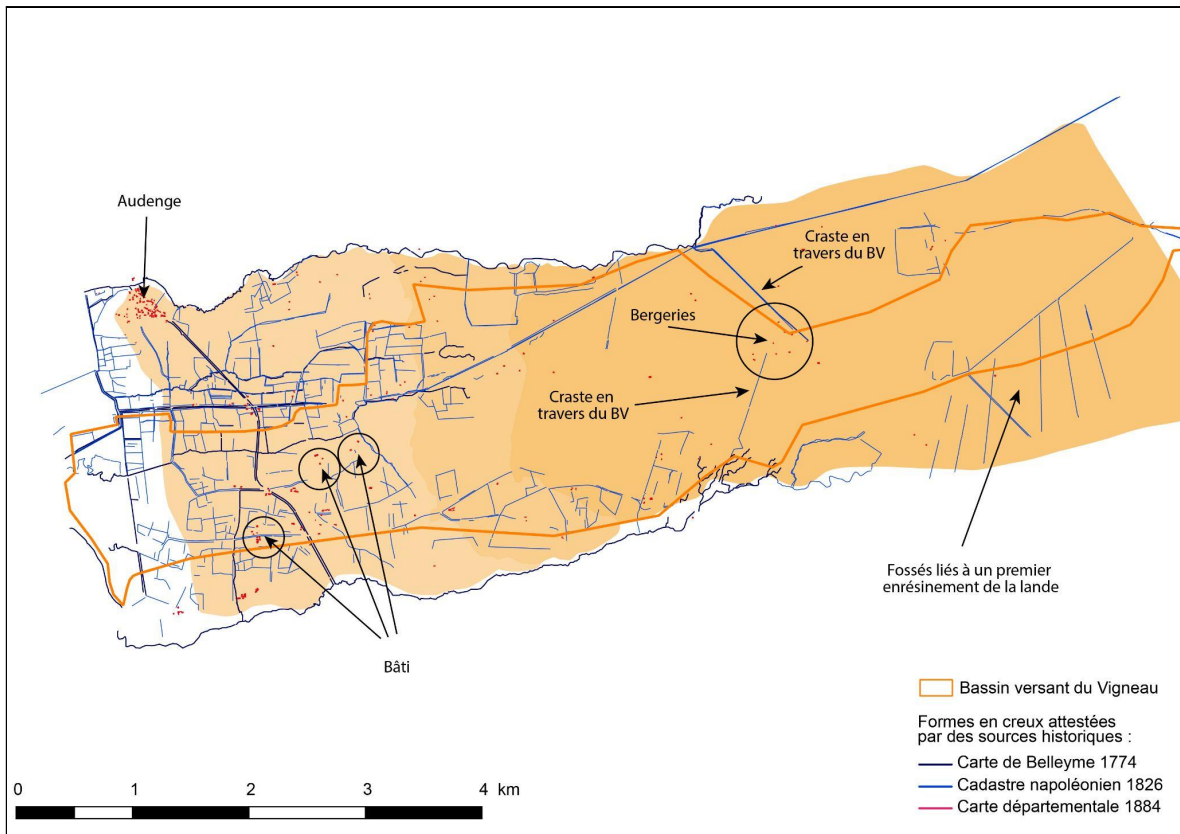 Audenge
Craste en
travers du BV
Bergeries
Craste en
travers du BV
Fossés liés à un premier
enrésinement de la lande
Bâti
Bassin versant du Vigneau
Formes en creux attestées
par des sources historiques :
Carte de Belleyme 1774
Cadastre napoléonien 1826
Carte départementale 1884
0 1 2 3 4 km